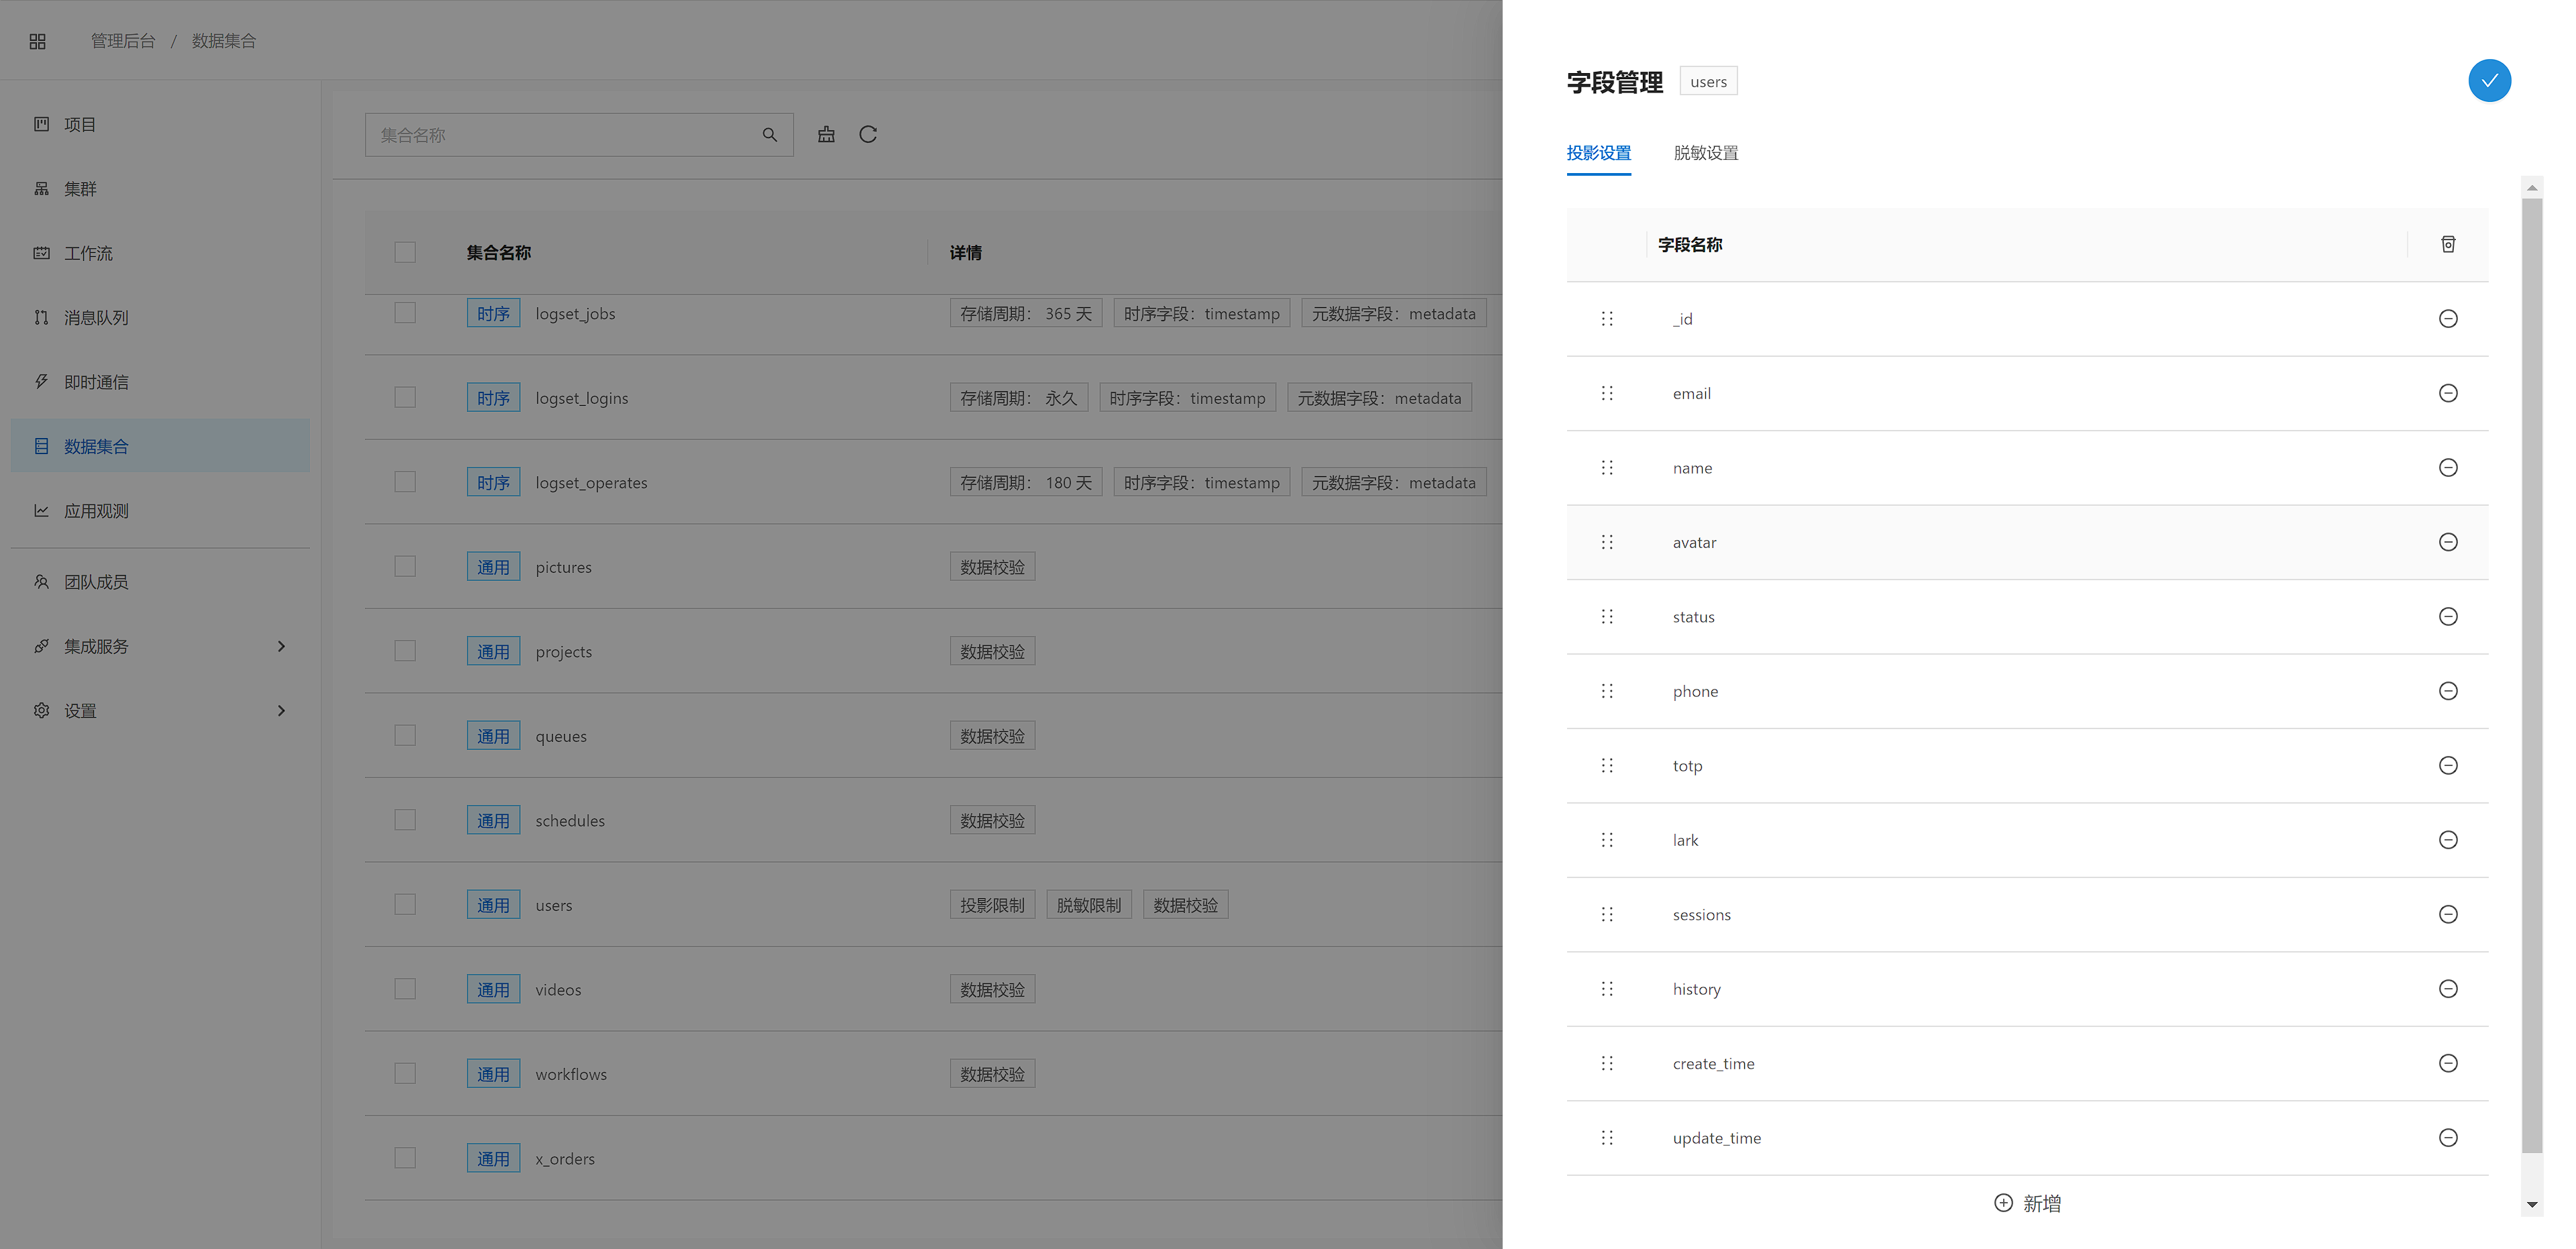 管理后台 / 数据集合
项目
集群
工作流
消息队列
即时通信
数据集合
应用观测
团队成员
集成服务
设置
集合名称
集合名称 详情
时序 logset_jobs 存储周期： 365 天 时序字段：timestamp 元数据字段：metadata
时序 logset_logins 存储周期： 永久 时序字段：timestamp 元数据字段：metadata
时序 logset_operates 存储周期： 180 天 时序字段：timestamp 元数据字段：metadata
通用 pictures 数据校验
通用 projects 数据校验
通用 queues 数据校验
通用 schedules 数据校验
通用 users 投影限制 脱敏限制 数据校验
通用 videos 数据校验
通用 workflows 数据校验
通用 x_orders
字段管理 users
投影设置 脱敏设置
字段名称
_id
email
name
avatar
status
phone
totp
lark
sessions
history
create_time
update_time
新增